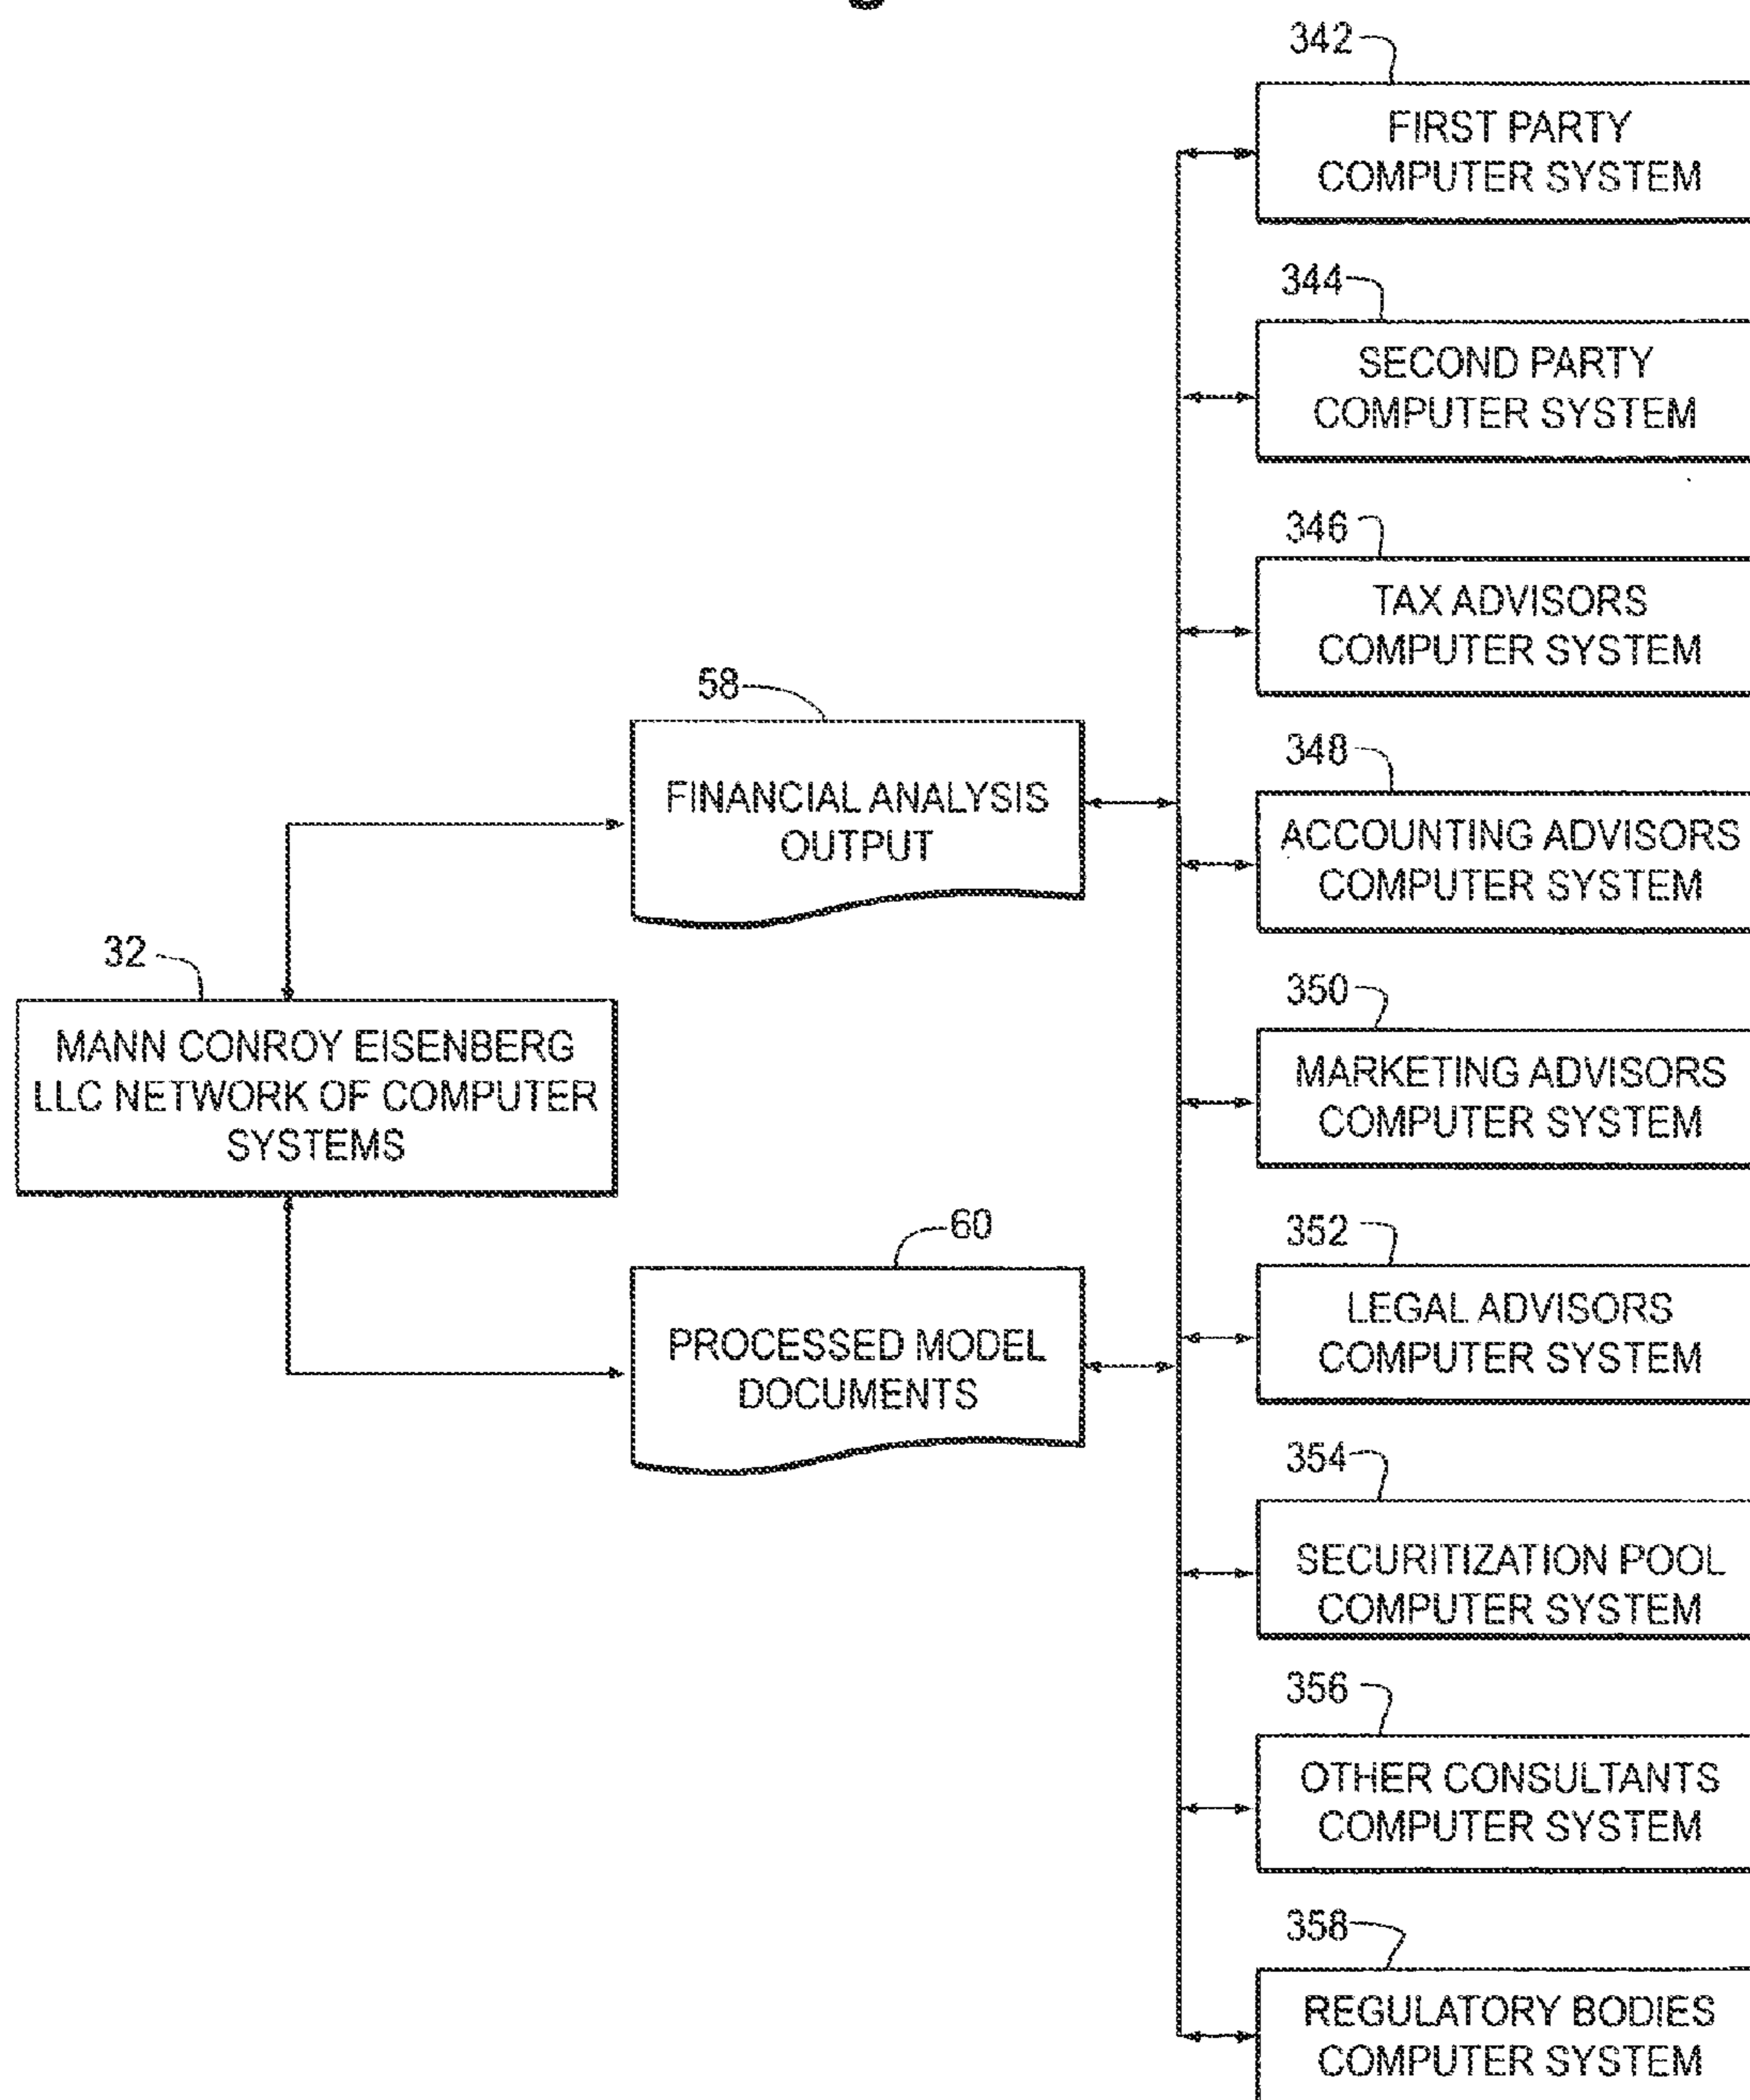 342
FIRST PARTY
COMPUTER SYSTEM
344
SECOND PARTY
COMPUTER SYSTEM
346
TAX ADVISORS
COMPUTER SYSTEM
58
FINANCIAL ANALYSIS
OUTPUT
348
ACCOUNTING ADVISORS
COMPUTER SYSTEM
32
MANN CONROY EISENBERG
LLC NETWORK OF COMPUTER
SYSTEMS
350
MARKETING ADVISORS
COMPUTER SYSTEM
60
PROCESSED MODEL
DOCUMENTS
352
LEGAL ADVISORS
COMPUTER SYSTEM
354
SECURITIZATION POOL
COMPUTER SYSTEM
356
OTHER CONSULTANTS
COMPUTER SYSTEM
358
REGULATORY BODIES
COMPUTER SYSTEM